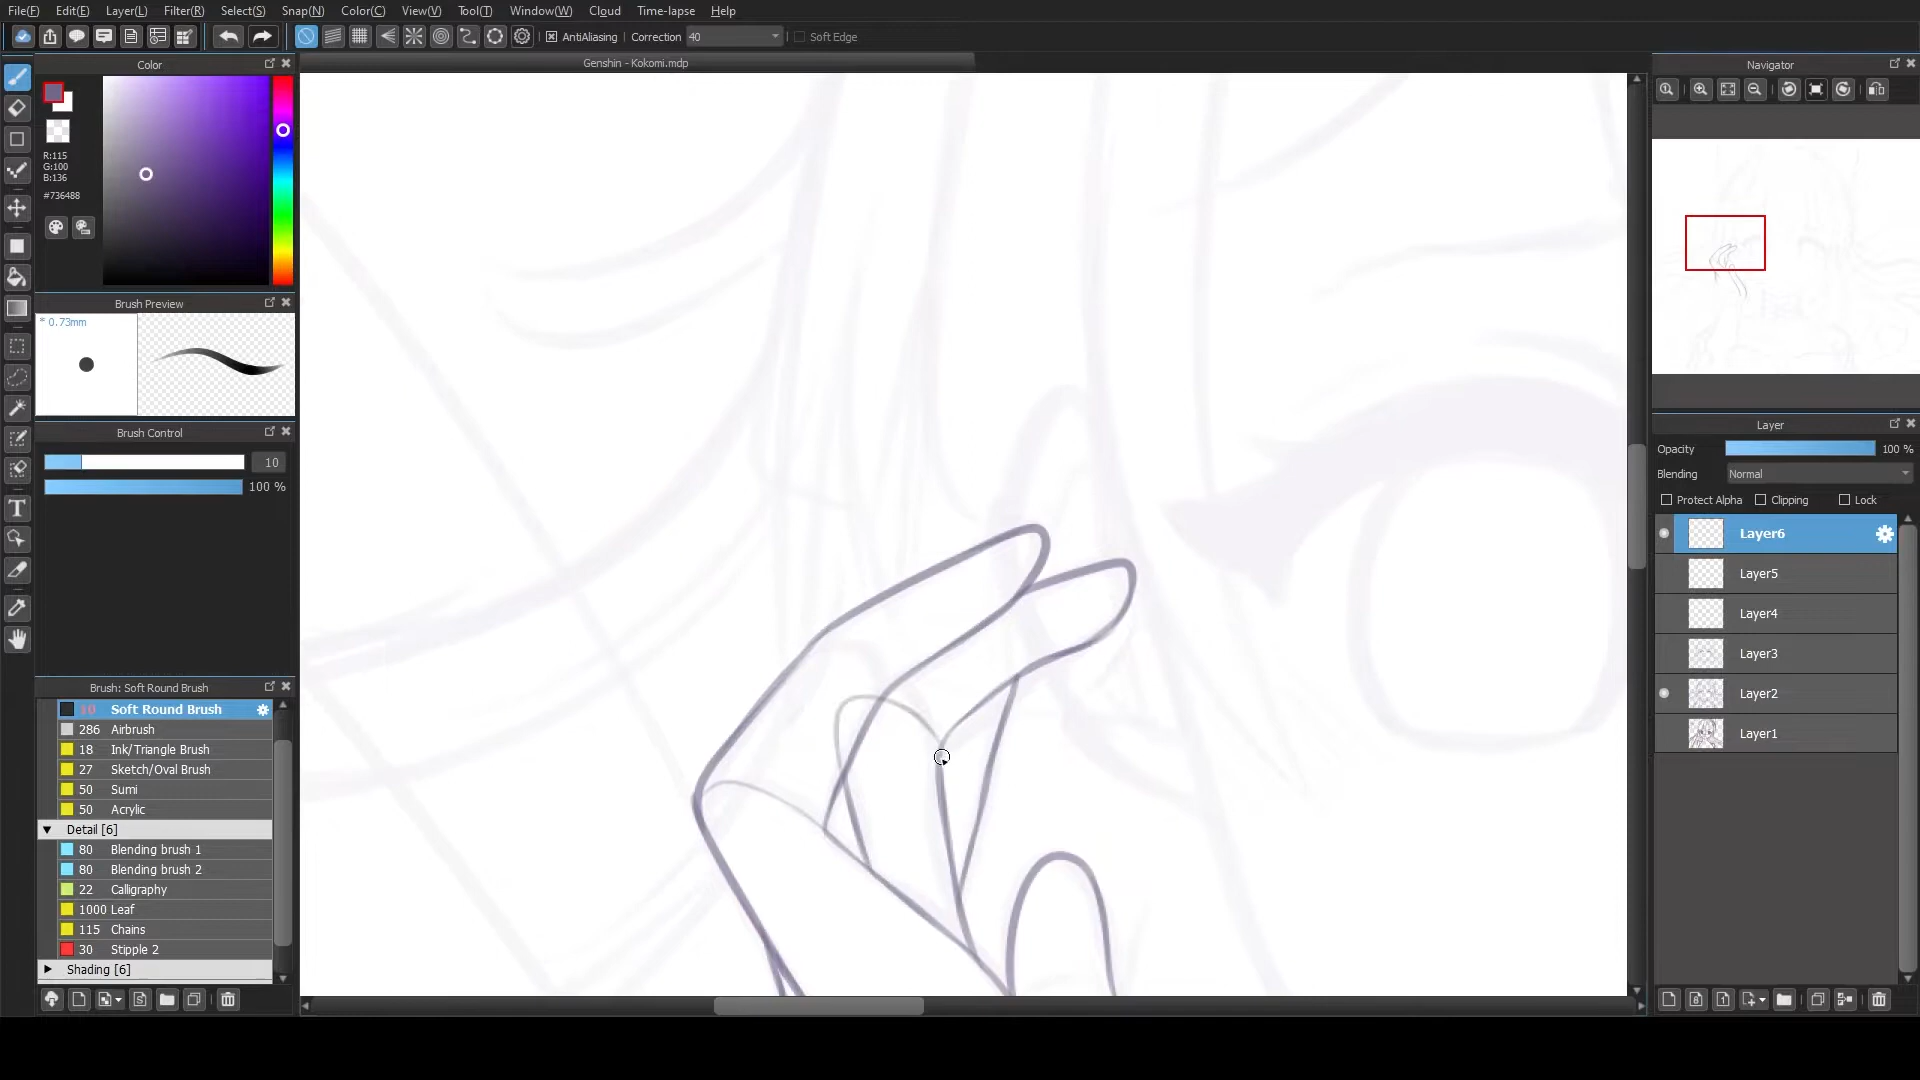 File(F) Edit(E) Layer(L) Filter(R) Select(S) Snap(N) Color(C) View(V) Tool(T) Window(W) Cloud Time-lapse Help
AntiAliasing Correction 40 Soft Edge
Color
Genshin - Kokomi.mdp
Navigator
R:115
G:100
B:136
#736488
Brush Preview
* 0.73mm
Brush Control
10
100 %
Brush: Soft Round Brush
10 Soft Round Brush
286 Airbrush
18 Ink/Triangle Brush
27 Sketch/Oval Brush
50 Sumi
50 Acrylic
Detail [6]
80 Blending brush 1
80 Blending brush 2
22 Calligraphy
1000 Leaf
115 Chains
30 Stipple 2
Shading [6]
Layer
Opacity 100 %
Blending Normal
Protect Alpha Clipping Lock
Layer6
Layer5
Layer4
Layer3
Layer2
Layer1